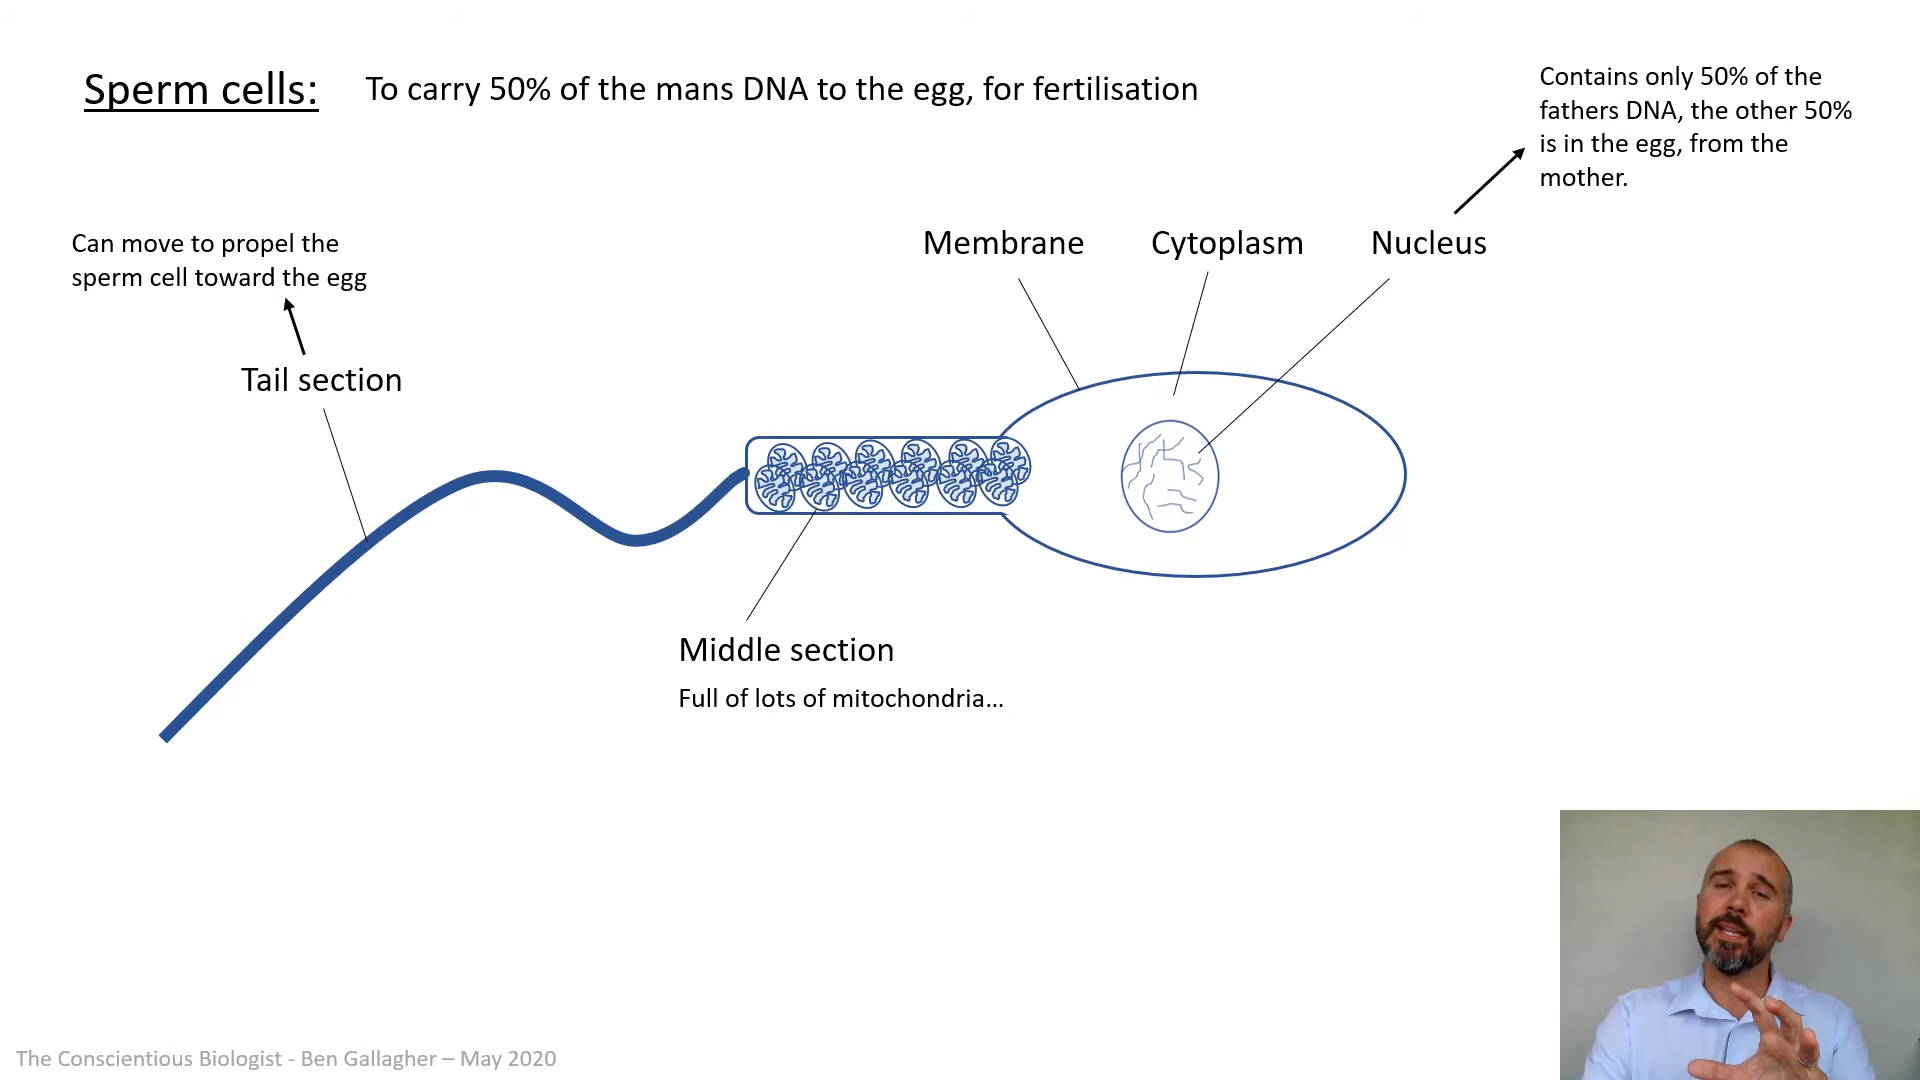 Sperm cells: To carry 50% of the mans DNA to the egg, for fertilisation
Contains only 50% of the
fathers DNA, the other 50%
is in the egg, from the
mother.
Can move to propel the
sperm cell toward the egg
Membrane Cytoplasm Nucleus
Tail section
Middle section
Full of lots of mitochondria...
The Conscientious Biologist - Ben Gallagher – May 2020